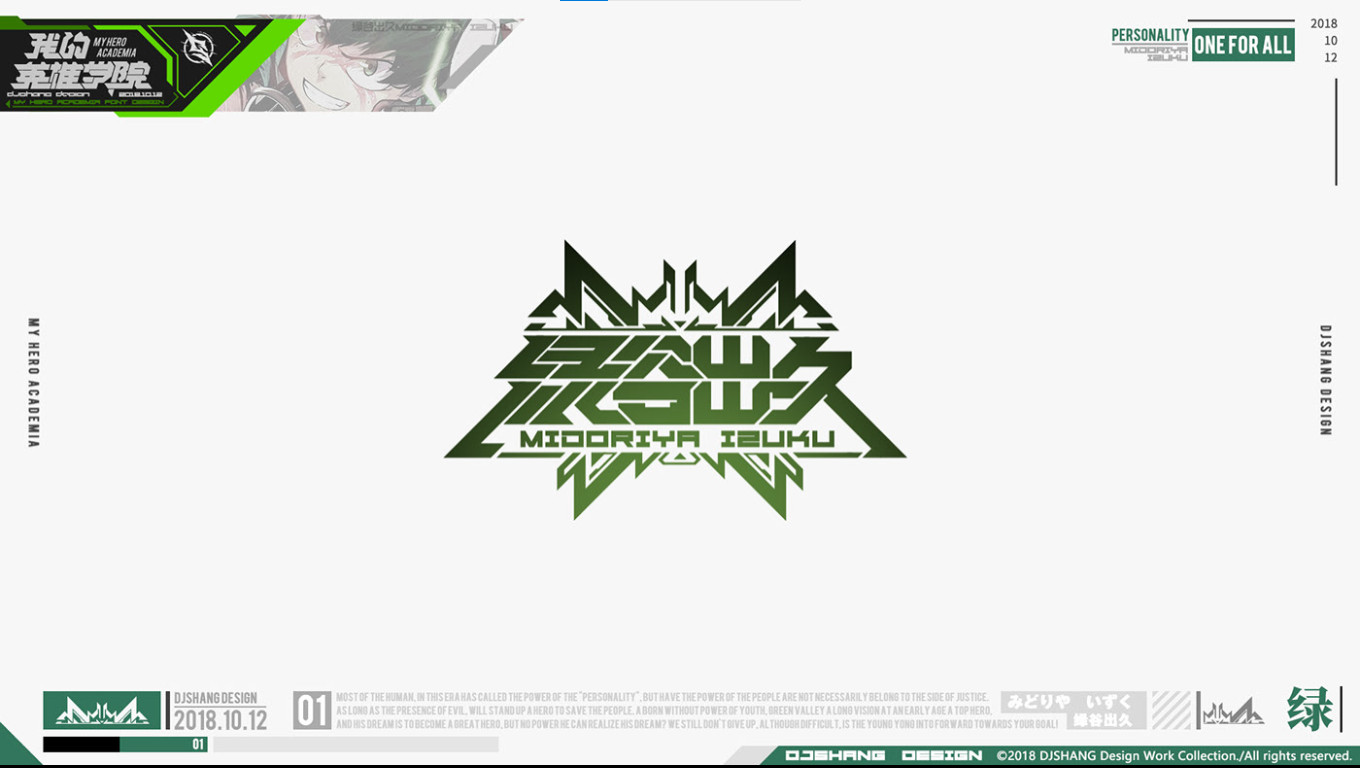 我的
英雄学院
MY HERO
ACADEMIA
DJSHANG DESIGN 2018.10.12
MY HERO ACADEMIA FONT DESIGN
緑谷出久MIDORIYA IZUKU
PERSONALITY
MIDORIYA
IZUKU
ONE FOR ALL
2018
10
12
MY HERO ACADEMIA
緑谷出久
MIDORIYA IZUKU
DJSHANG DESIGN
DJSHANG DESIGN
2018.10.12
01
01
MOST OF THE HUMAN, IN THIS ERA HAS CALLED THE POWER OF THE "PERSONALITY". BUT HAVE THE POWER OF THE PEOPLE ARE NOT NECESSARILY BELONG TO THE SIDE OF JUSTICE.
AS LONG AS THE PRESENCE OF EVIL, WILL STAND UP A HERO TO SAVE THE PEOPLE. A BORN WITHOUT POWER OF YOUTH, GREEN VALLEY A LONG VISION AT AN EARLY AGE A TOP HERO,
AND HIS DREAM IS TO BECOME A GREAT HERO, BUT NO POWER HE CAN REALIZE HIS DREAM? WE STILL DON'T GIVE UP, ALTHOUGH DIFFICULT, IS THE YOUNG YONG INTO FORWARD TOWARDS YOUR GOAL!
みどりや いずく
緑谷出久
绿
DJSHANG DESIGN ©2018 DJSHANG Design Work Collection./All rights reserved.